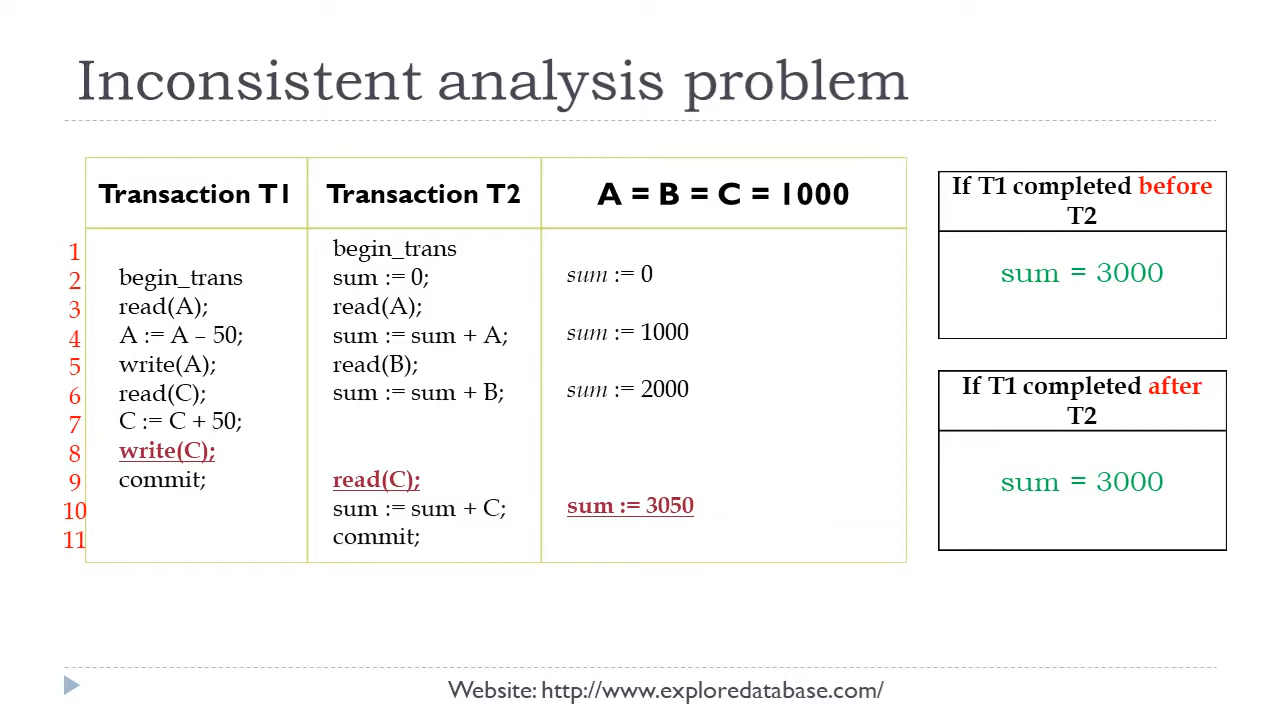 Inconsistent analysis problem
Transaction T1 Transaction T2 A = B = C = 1000
1 begin_trans
2 begin_trans sum := 0; sum := 0
3 read(A); read(A);
4 A := A – 50; sum := sum + A; sum := 1000
5 write(A); read(B);
6 read(C); sum := sum + B; sum := 2000
7 C := C + 50;
8 write(C);
9 commit; read(C);
10 sum := sum + C; sum := 3050
11 commit;
If T1 completed before
T2
sum = 3000
If T1 completed after
T2
sum = 3000
Website: http://www.exploredatabase.com/